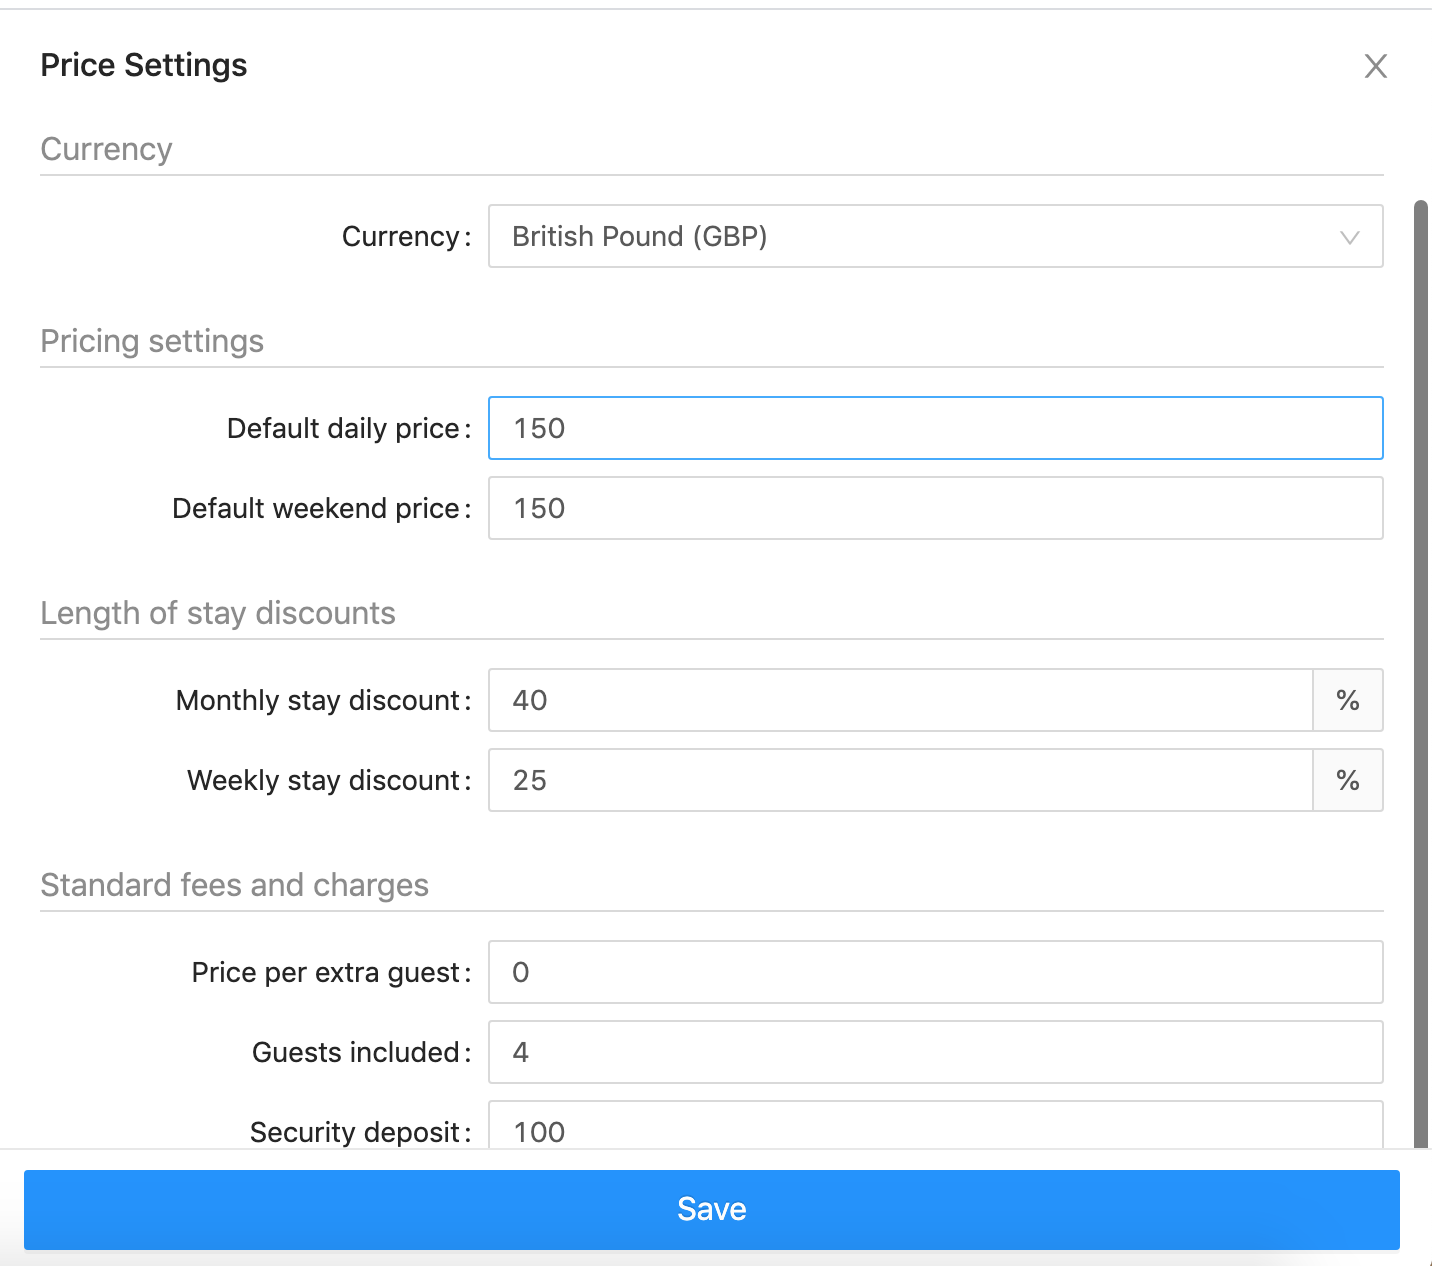 Price Settings
Currency
Currency: British Pound (GBP)
Pricing settings
Default daily price: 150
Default weekend price: 150
Length of stay discounts
Monthly stay discount: 40 %
Weekly stay discount: 25 %
Standard fees and charges
Price per extra guest: 0
Guests included: 4
Security deposit: 100
Save